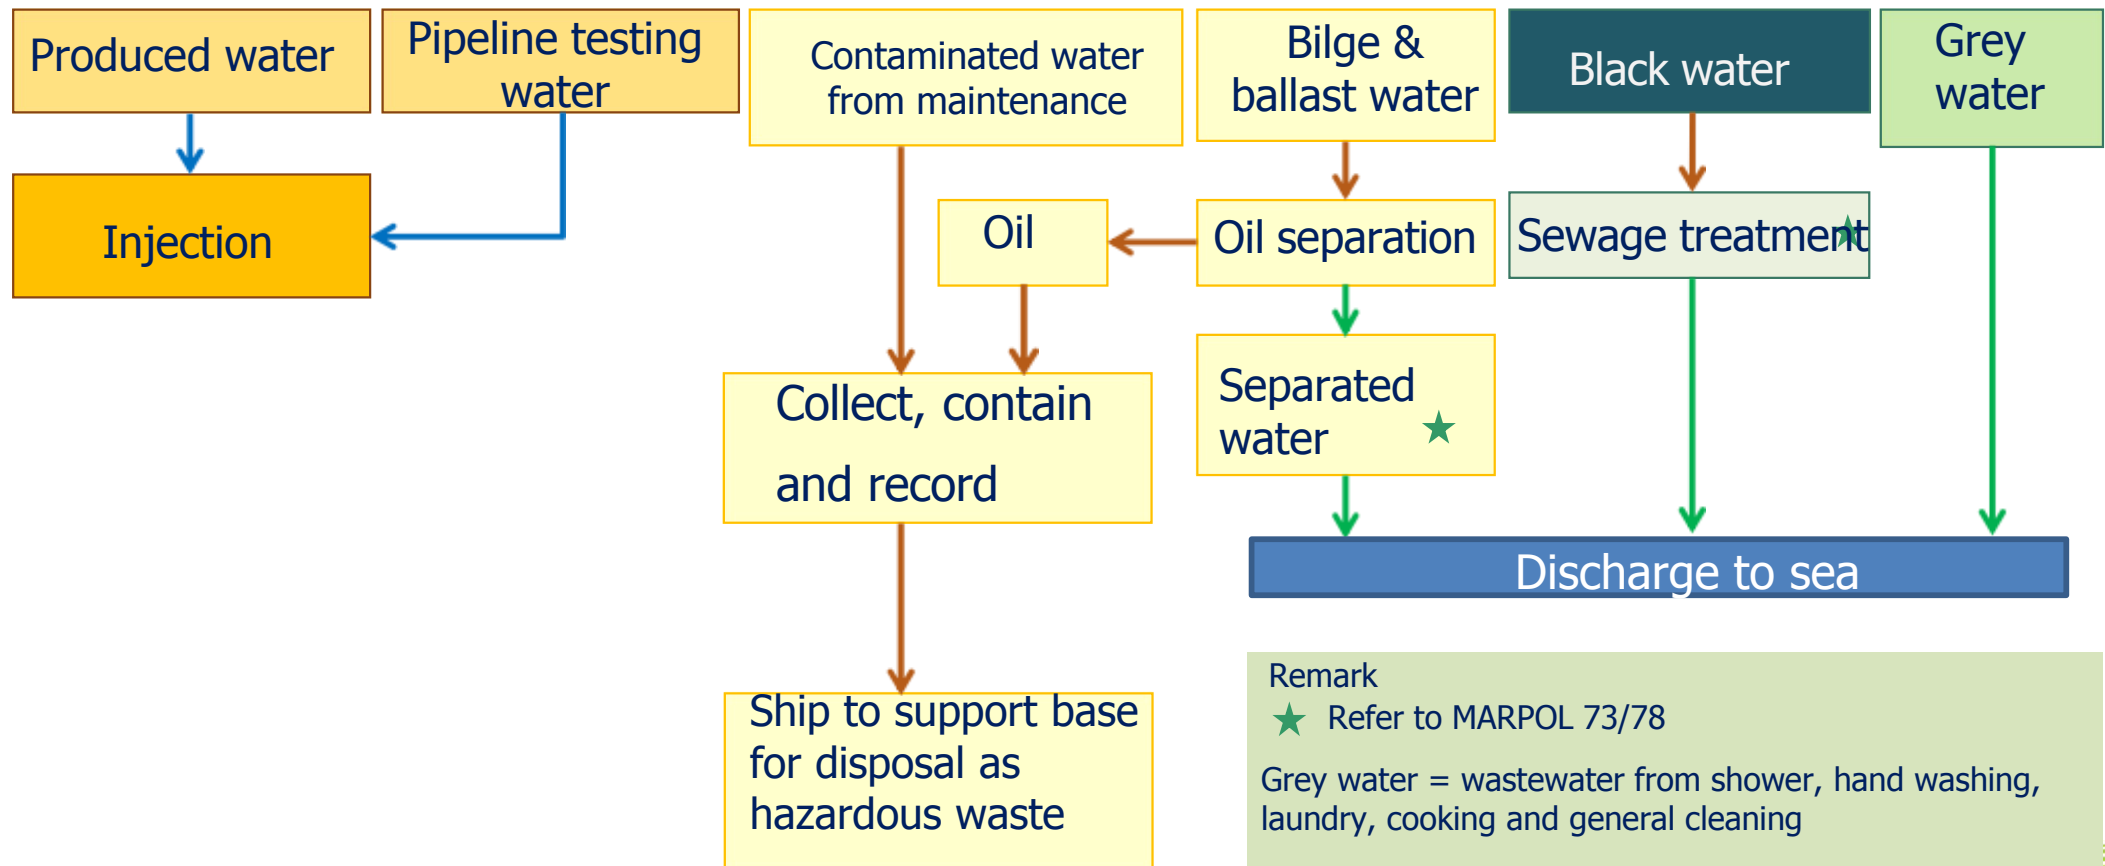 Produced water
Pipeline testing
water
Contaminated water
from maintenance
Bilge &
ballast water
Black water
Grey
water
Injection
Oil
Oil separation
Sewage treatment
Separated
water
Collect, contain
and record
Discharge to sea
Ship to support base
for disposal as
hazardous waste
Remark
Refer to MARPOL 73/78
Grey water = wastewater from shower, hand washing,
laundry, cooking and general cleaning